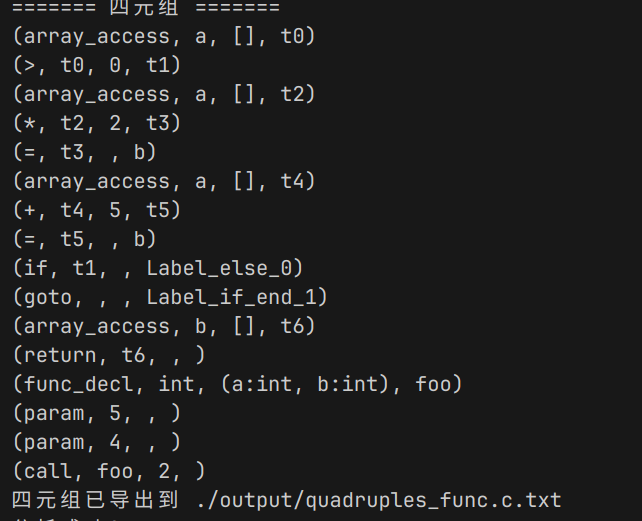 ======= 四元组 =======
(array_access, a, [], t0)
(>, t0, 0, t1)
(array_access, a, [], t2)
(*, t2, 2, t3)
(=, t3, , b)
(array_access, a, [], t4)
(+, t4, 5, t5)
(=, t5, , b)
(if, t1, , Label_else_0)
(goto, , , Label_if_end_1)
(array_access, b, [], t6)
(return, t6, , )
(func_decl, int, (a:int, b:int), foo)
(param, 5, , )
(param, 4, , )
(call, foo, 2, )
四元组已导出到 ./output/quadruples_func.c.txt